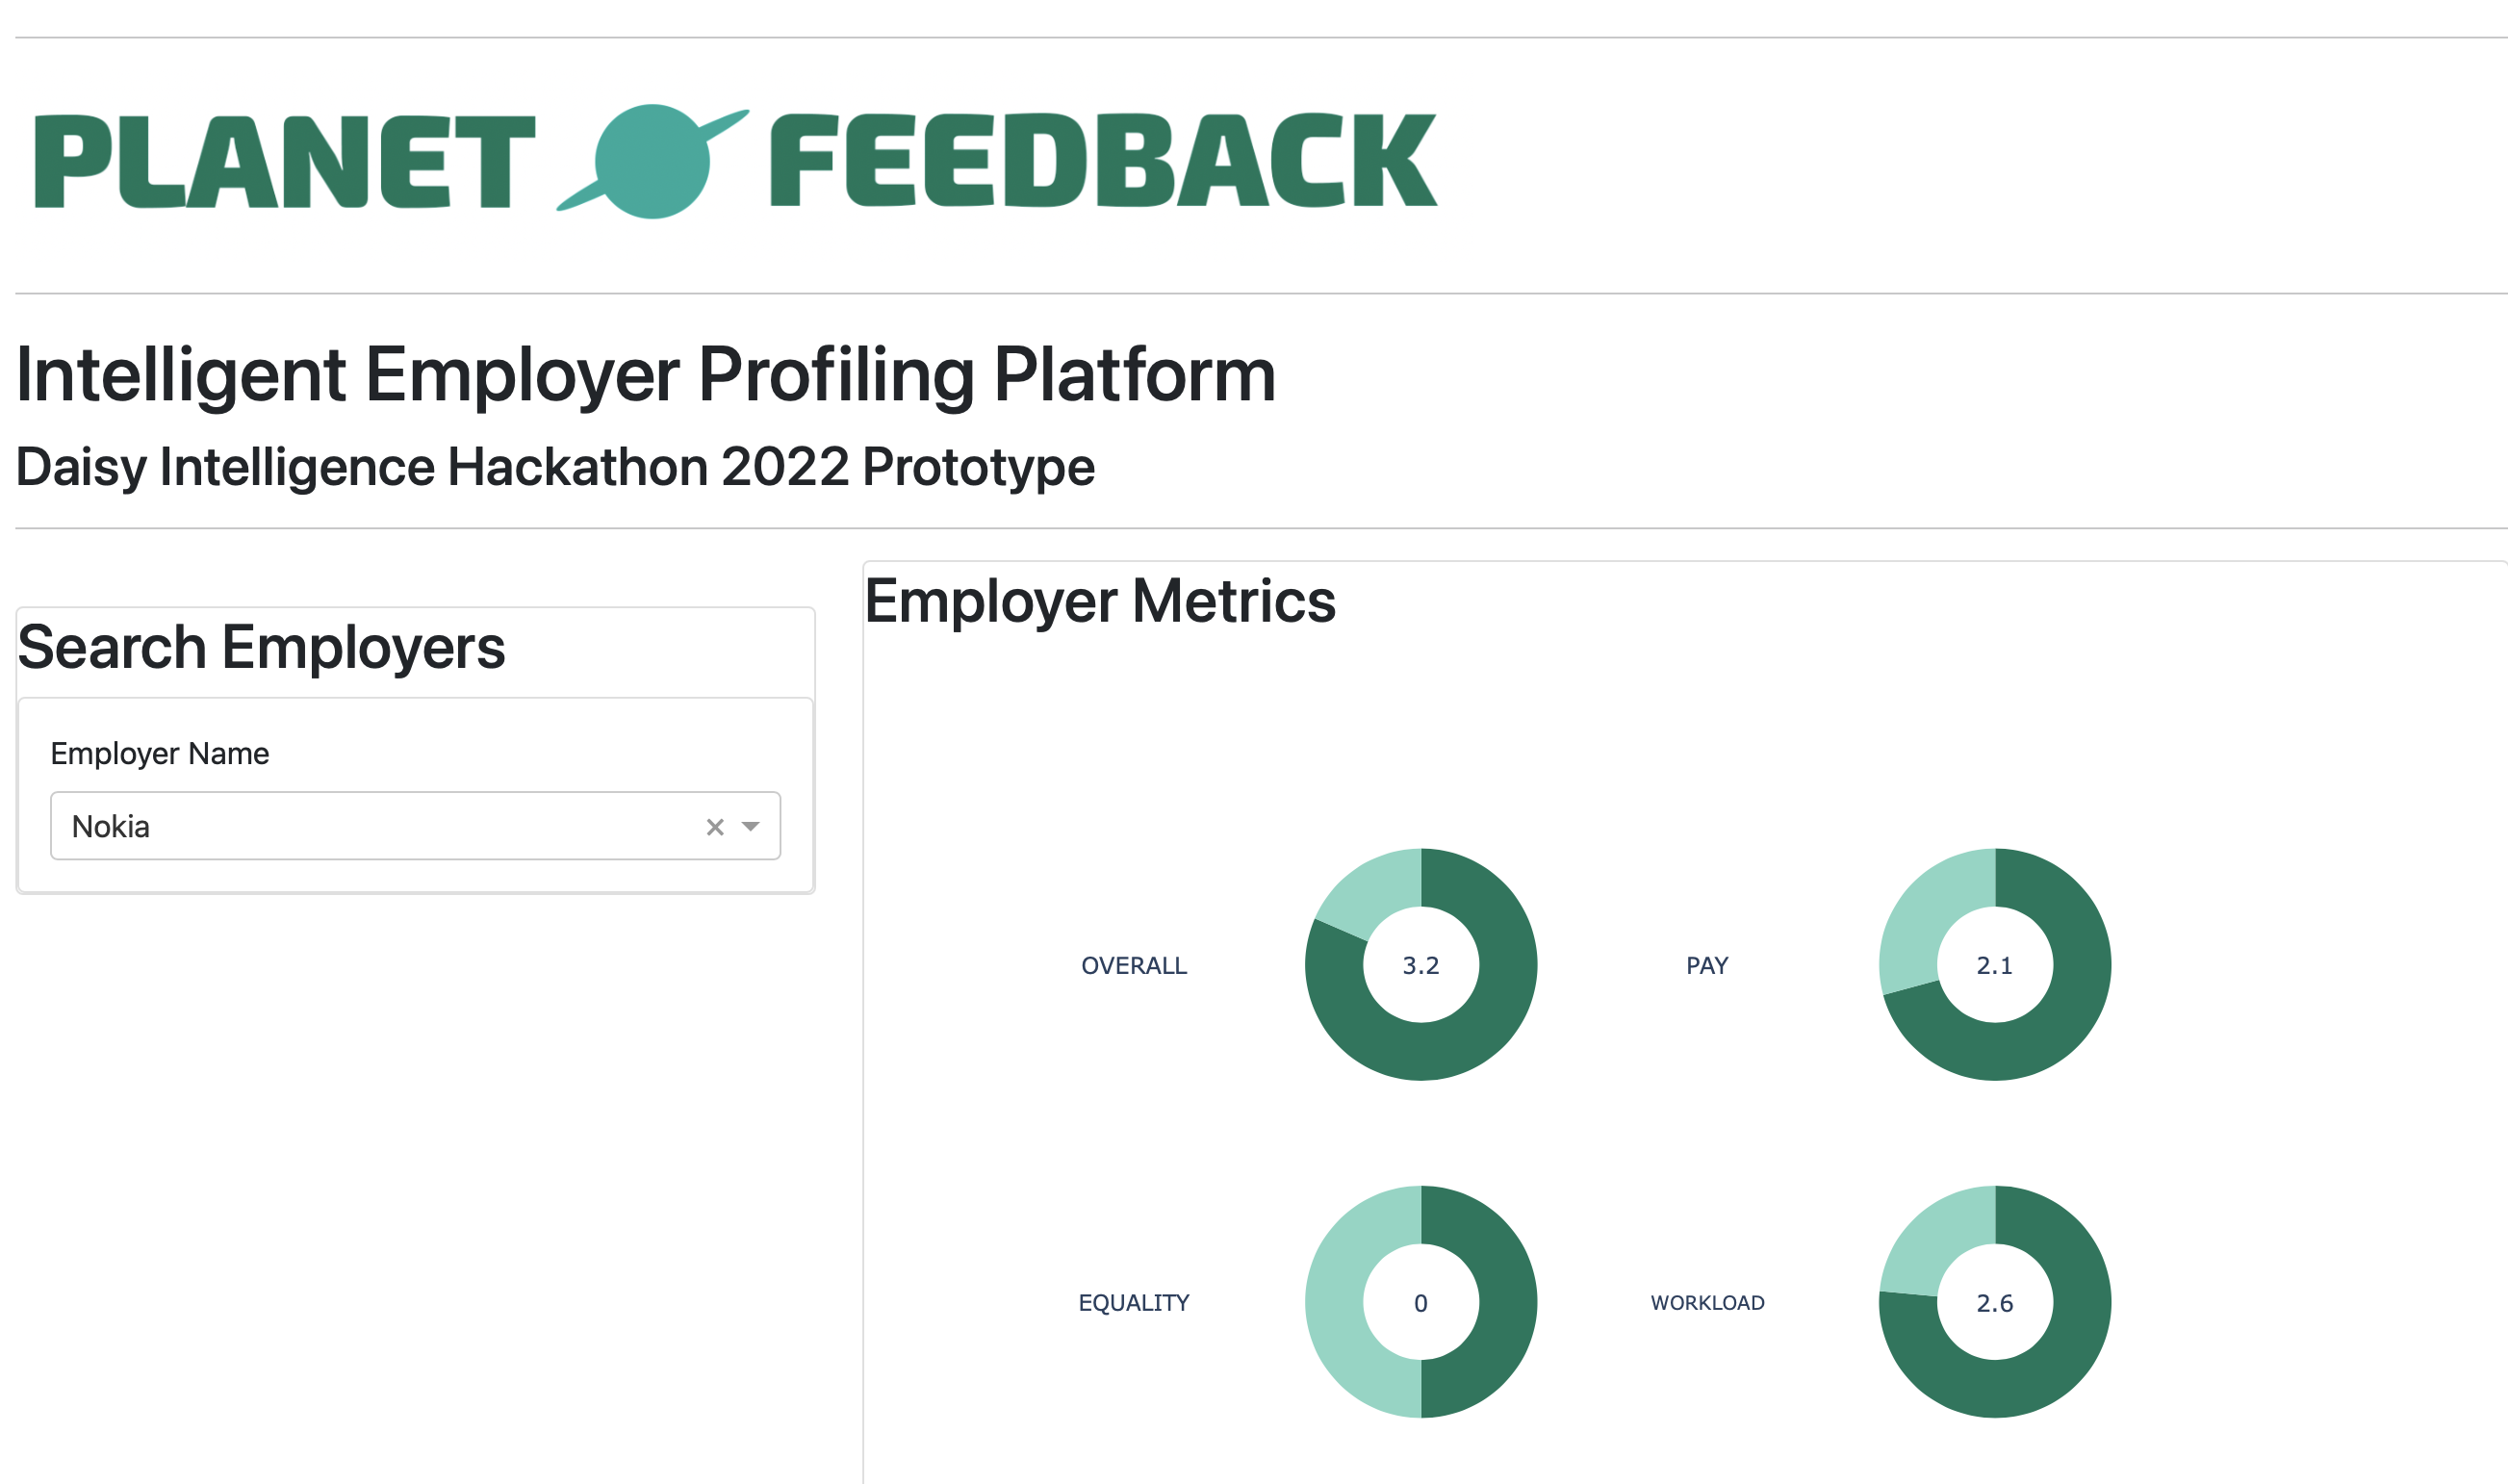 PLANET FEEDBACK
Intelligent Employer Profiling Platform
Daisy Intelligence Hackathon 2022 Prototype
Search Employers
Employer Name
Nokia
Employer Metrics
OVERALL
3.2
PAY
2.1
EQUALITY
0
WORKLOAD
2.6